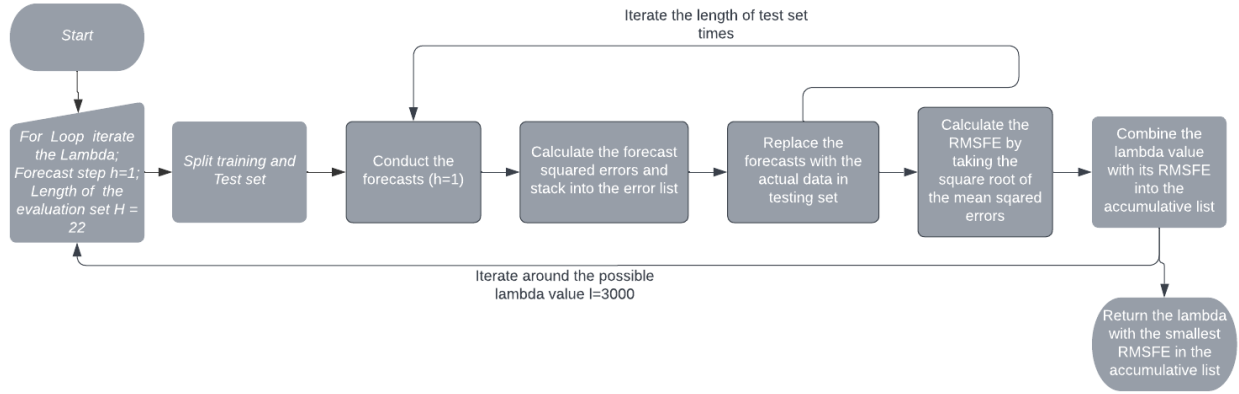 Start
Iterate the length of test set
times
For Loop iterate
the Lambda;
Forecast step h=1;
Length of the
evaluation set H =
22
Split training and
Test set
Conduct the
forecasts (h=1)
Calculate the forecast
squared errors and
stack into the error list
Replace the
forecasts with the
actual data in
testing set
Calculate the
RMSFE by
taking the
square root of
the mean sqared
errors
Combine the
lambda value
with its RMSFE
into the
accumulative list
Iterate around the possible
lambda value l=3000
Return the lambda
with the smallest
RMSFE in the
accumulative list